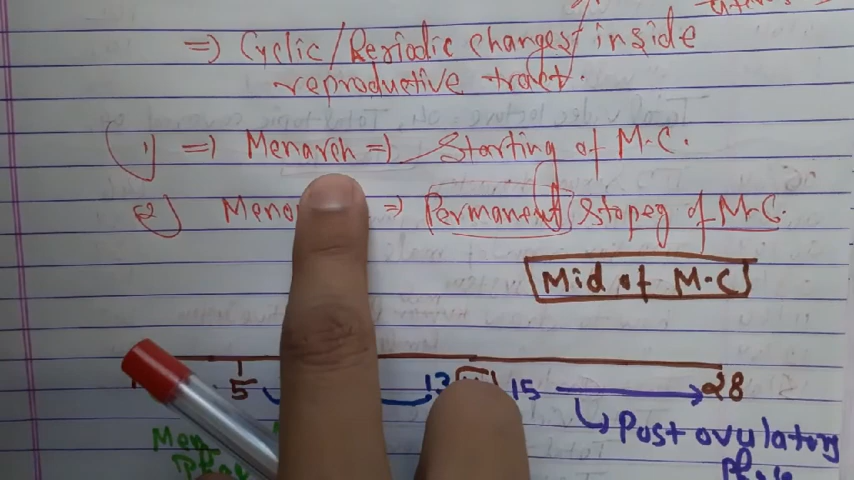 => Cyclic/Periodic changes inside
reproductive tract.
1) => Menarch => Starting of M-C.
2) => Permanent Stopeg of M-C.
Mid of M-C
5 13 15 28
Post ovulatory